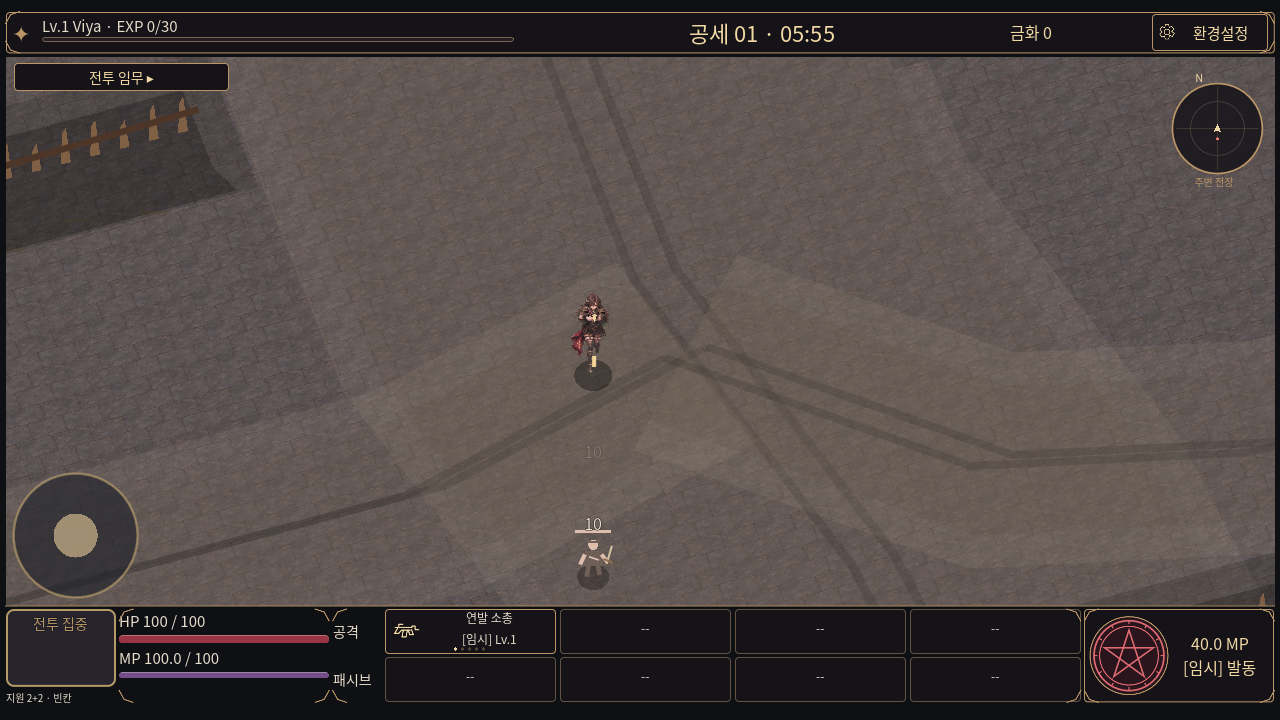 Lv.1 Viya · EXP 0/30
공세 01 · 05:55
금화 0
환경설정
전투 임무 ▸
N
주변 전장
10
10
전투 집중
HP 100 / 100
MP 100.0 / 100
지원 2+2 · 빈칸
공격
패시브
연발 소총
[임시] Lv.1
-- -- --
-- -- -- --
40.0 MP
[임시] 발동